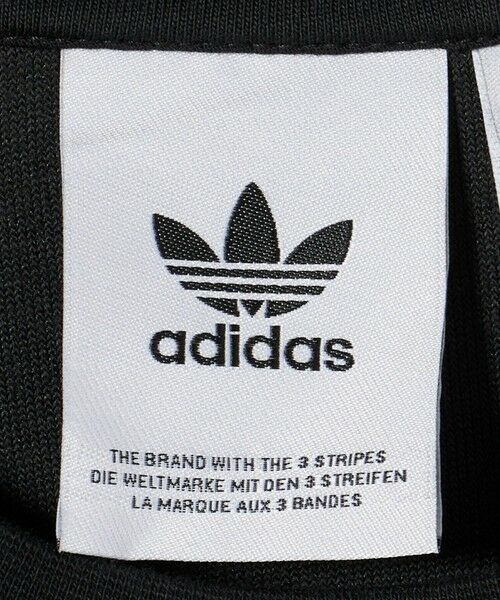 adidas
THE BRAND WITH THE 3 STRIPES
DIE WELTMARKE MIT DEN 3 STREIFEN
LA MARQUE AUX 3 BANDES